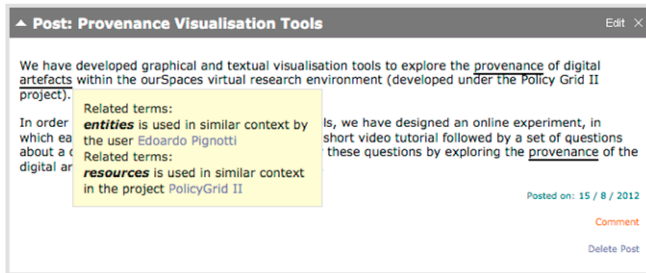 Post: Provenance Visualisation Tools
Edit ×
We have developed graphical and textual visualisation tools to explore the provenance of digital
artefacts within the ourSpaces virtual research environment (developed under the Policy Grid II
project).
Related terms:
entities is used in similar context by
the user Edoardo Pignotti
Related terms:
resources is used in similar context
in the project PolicyGrid II
In order ls, we have designed an online experiment, in
which ea short video tutorial followed by a set of questions
about a these questions by exploring the provenance of the
digital ar
Posted on: 15 / 8 / 2012
Comment
Delete Post